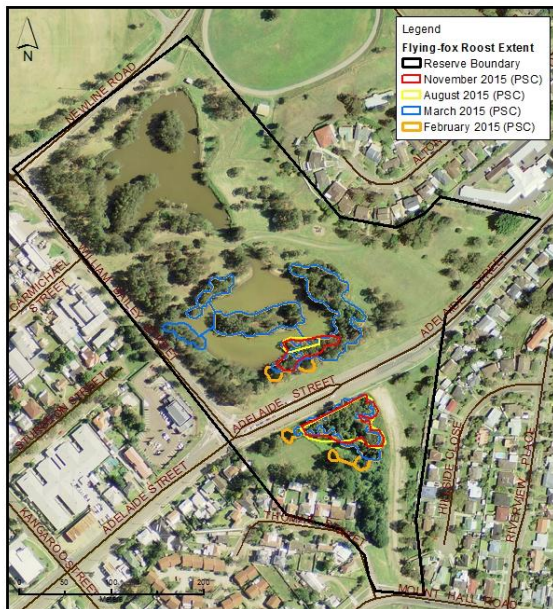 N
Legend
Flying-fox Roost Extent
Reserve Boundary
November 2015 (PSC)
August 2015 (PSC)
March 2015 (PSC)
February 2015 (PSC)
NEWLINE ROAD
CARMICHAEL
STREET
WILLIAM BAILEY
ADELAIDE STREET
ADELAIDE STREET
ADELAIDE STREET
KANGAROO STREET
HILLSIDE CLOSE
RIVERVIEW PLACE
MOUNT HALL ROAD
0 50 100 200
Meters